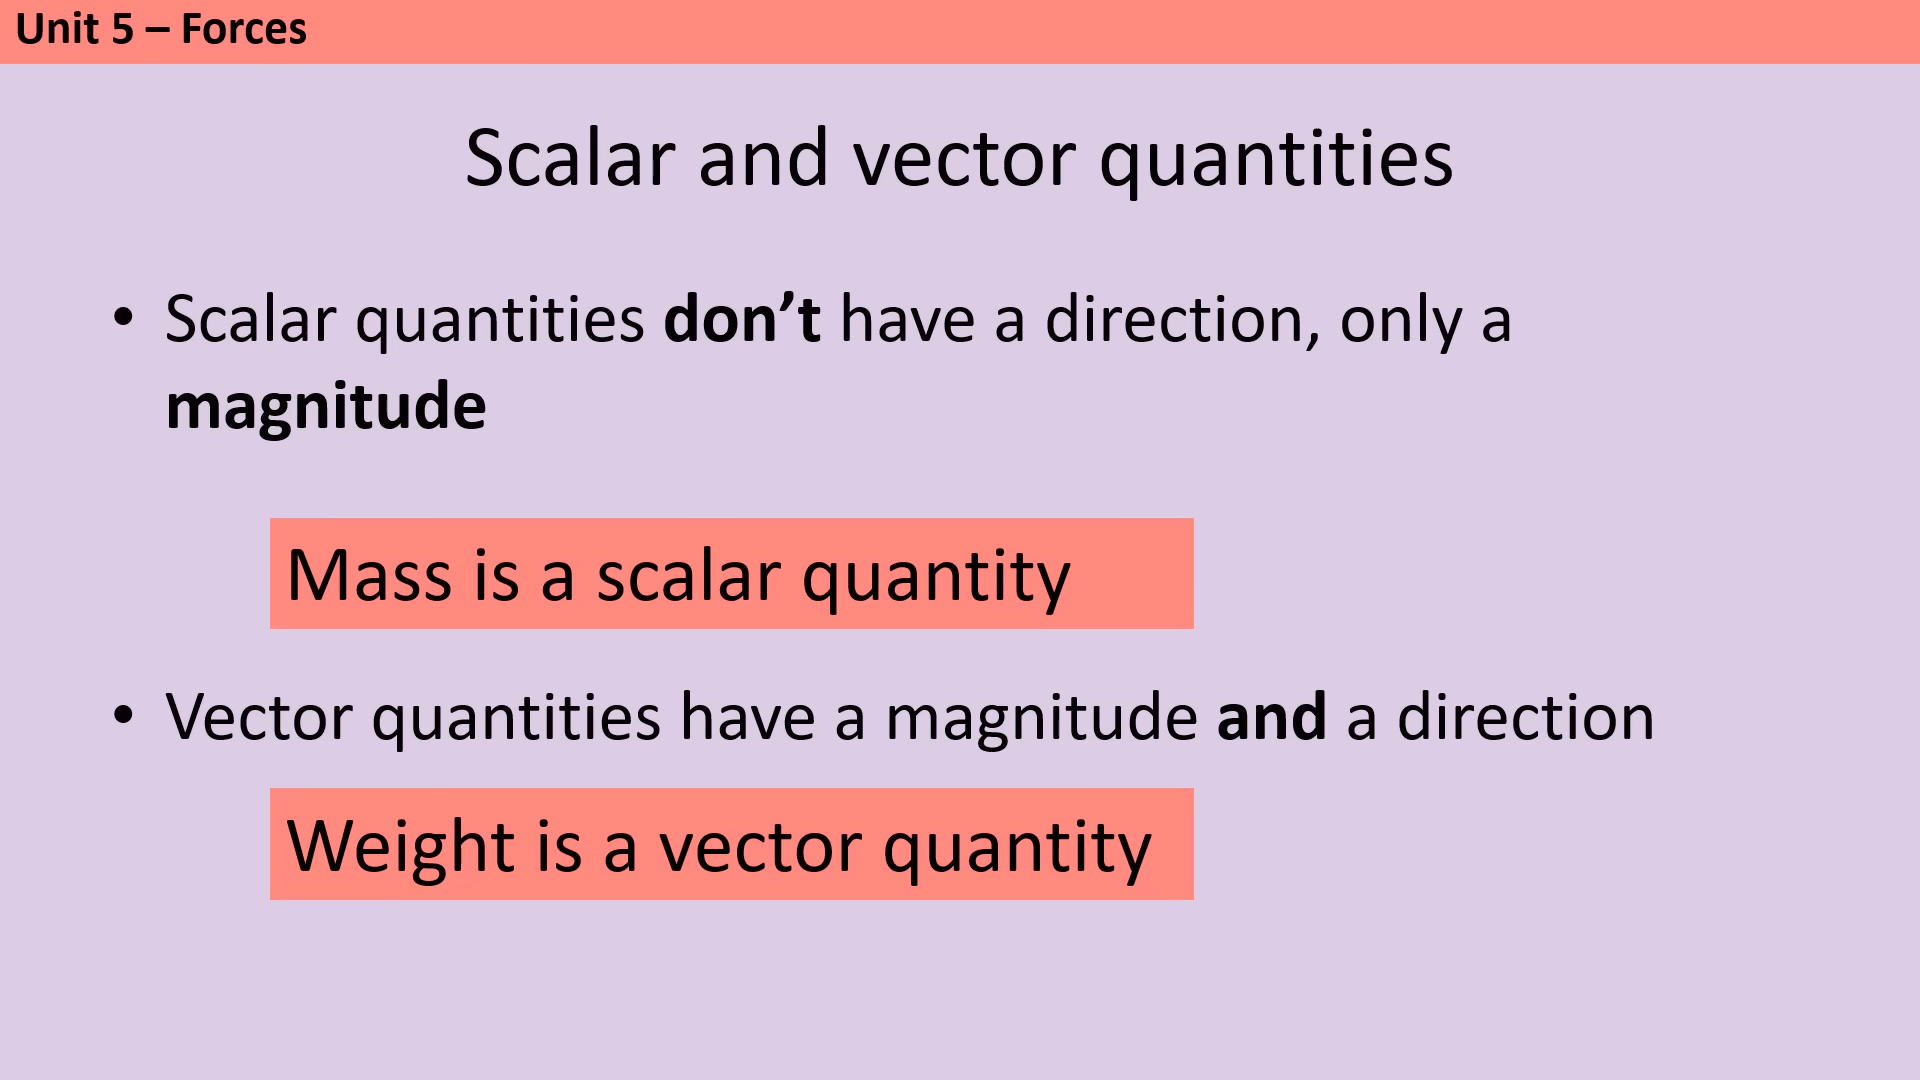 Unit 5 – Forces
Scalar and vector quantities
• Scalar quantities don’t have a direction, only a
magnitude
Mass is a scalar quantity
• Vector quantities have a magnitude and a direction
Weight is a vector quantity